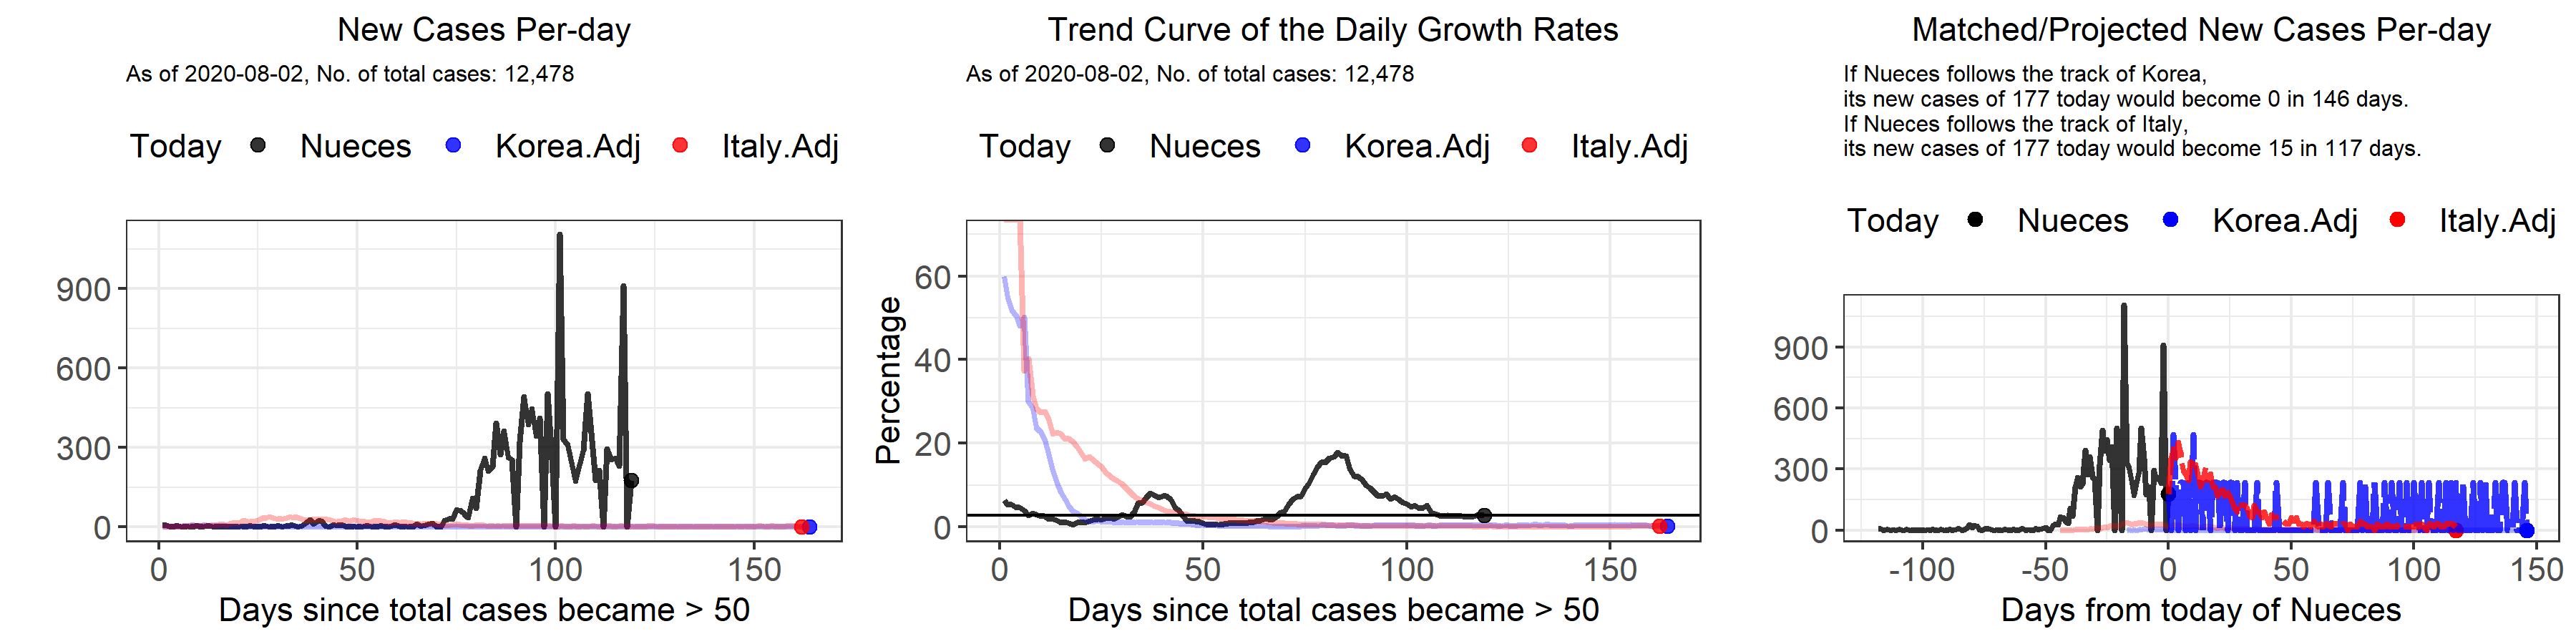 New Cases Per-day
As of 2020-08-02, No. of total cases: 12,478
Today Nueces Korea.Adj Italy.Adj
900
600
300
0
0 50 100 150
Days since total cases became > 50
Trend Curve of the Daily Growth Rates
As of 2020-08-02, No. of total cases: 12,478
Today Nueces Korea.Adj Italy.Adj
Percentage
60
40
20
0
0 50 100 150
Days since total cases became > 50
Matched/Projected New Cases Per-day
If Nueces follows the track of Korea,
its new cases of 177 today would become 0 in 146 days.
If Nueces follows the track of Italy,
its new cases of 177 today would become 15 in 117 days.
Today Nueces Korea.Adj Italy.Adj
900
600
300
0
-100 -50 0 50 100 150
Days from today of Nueces